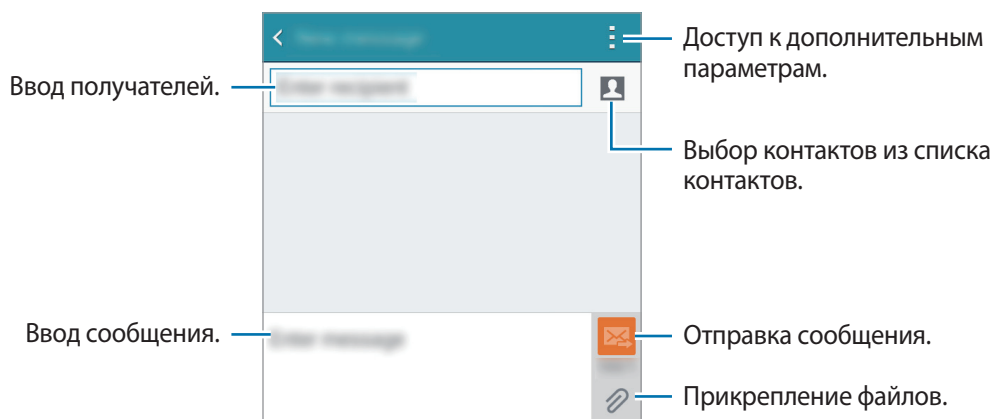 Доступ к дополнительным
параметрам.
Ввод получателей.
Выбор контактов из списка
контактов.
Ввод сообщения.
Отправка сообщения.
Прикрепление файлов.